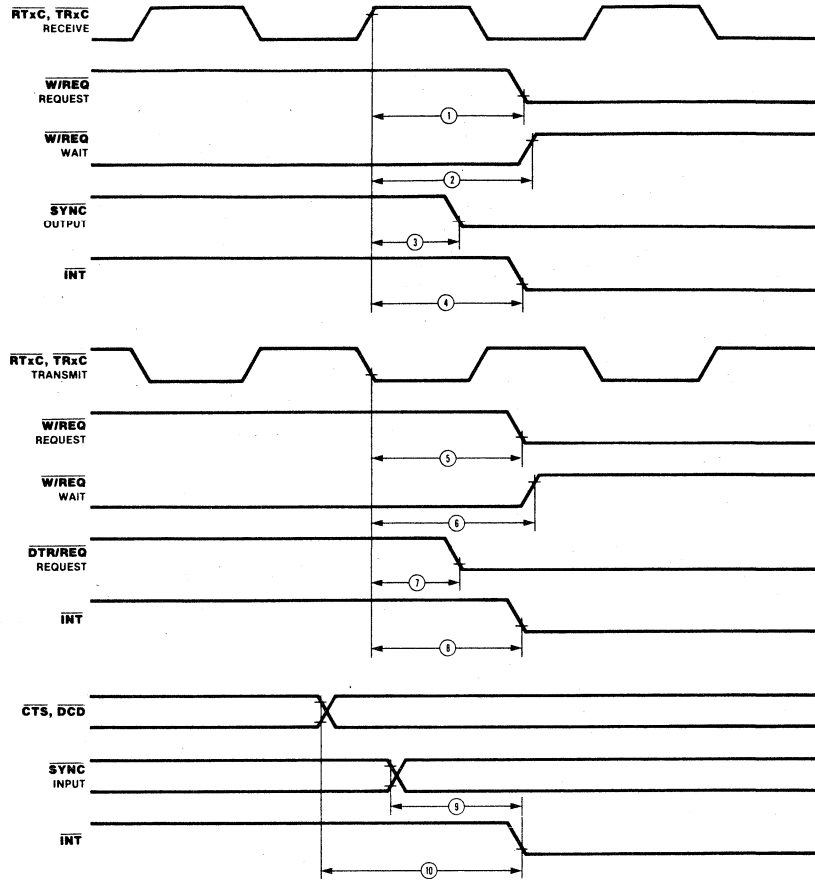 RTxC, TRxC
RECEIVE
W/REQ
REQUEST
1
W/REQ
WAIT
2
SYNC
OUTPUT
3
INT
4
RTxC, TRxC
TRANSMIT
W/REQ
REQUEST
5
W/REQ
WAIT
6
DTR/REQ
REQUEST
7
INT
8
CTS, DCD
SYNC
INPUT
9
INT
10